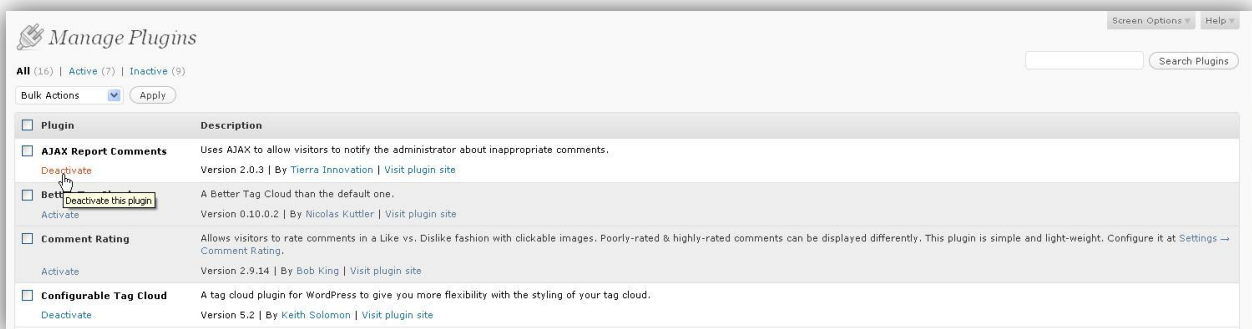 Screen Options Help
Manage Plugins
Search Plugins
All (16) | Active (7) | Inactive (9)
Bulk Actions Apply
Plugin Description
AJAX Report Comments Uses AJAX to allow visitors to notify the administrator about inappropriate comments.
Deactivate Version 2.0.3 | By Tierra Innovation | Visit plugin site
A Better Tag Cloud than the default one.
Deactivate this plugin
Activate Version 0.10.0.2 | By Nicolas Kuttler | Visit plugin site
Comment Rating Allows visitors to rate comments in a Like vs. Dislike fashion with clickable images. Poorly-rated & highly-rated comments can be displayed differently. This plugin is simple and light-weight. Configure it at Settings →
Comment Rating.
Activate Version 2.9.14 | By Bob King | Visit plugin site
Configurable Tag Cloud A tag cloud plugin for WordPress to give you more flexibility with the styling of your tag cloud.
Deactivate Version 5.2 | By Keith Solomon | Visit plugin site